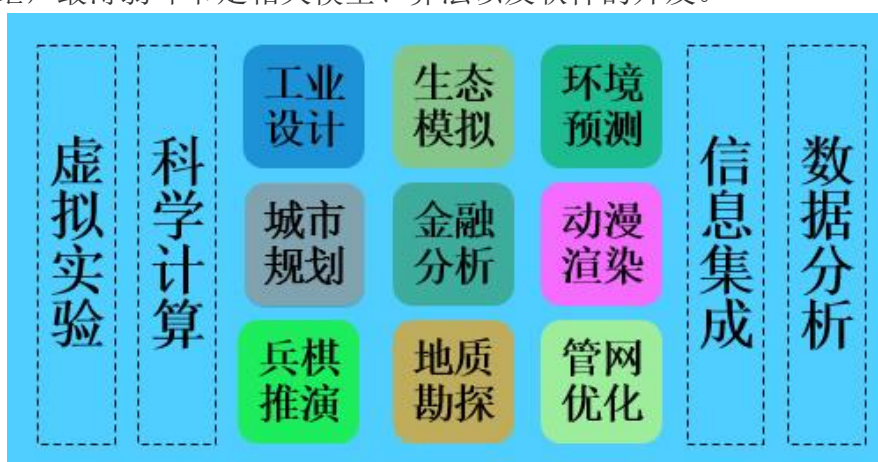 虚拟实验
科学计算
工业
设计
生态
模拟
环境
预测
城市
规划
金融
分析
动漫
渲染
兵棋
推演
地质
勘探
管网
优化
信息集成
数据分析